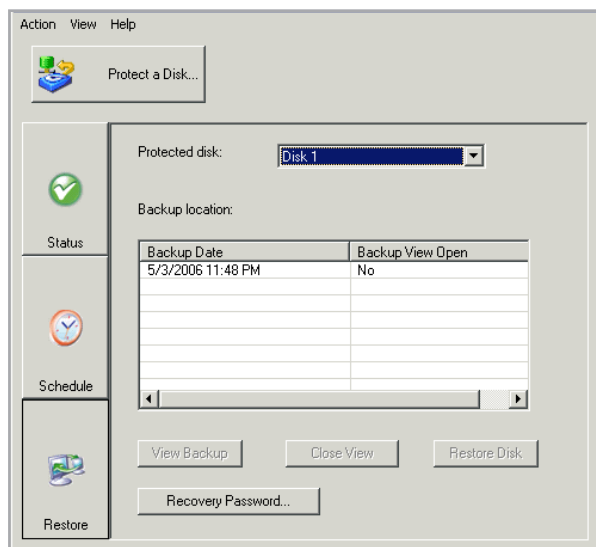 Action View Help
Protect a Disk...
Protected disk: Disk 1
Backup location:
Status
Backup Date Backup View Open
5/3/2006 11:48 PM No
Schedule
View Backup Close View Restore Disk
Recovery Password...
Restore